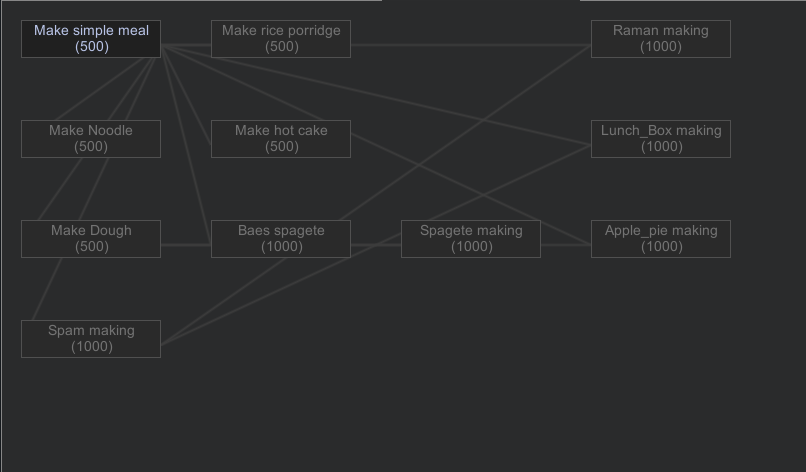 Make simple meal
(500)
Make rice porridge
(500)
Raman making
(1000)
Make Noodle
(500)
Make hot cake
(500)
Lunch_Box making
(1000)
Make Dough
(500)
Baes spagete
(1000)
Spagete making
(1000)
Apple_pie making
(1000)
Spam making
(1000)